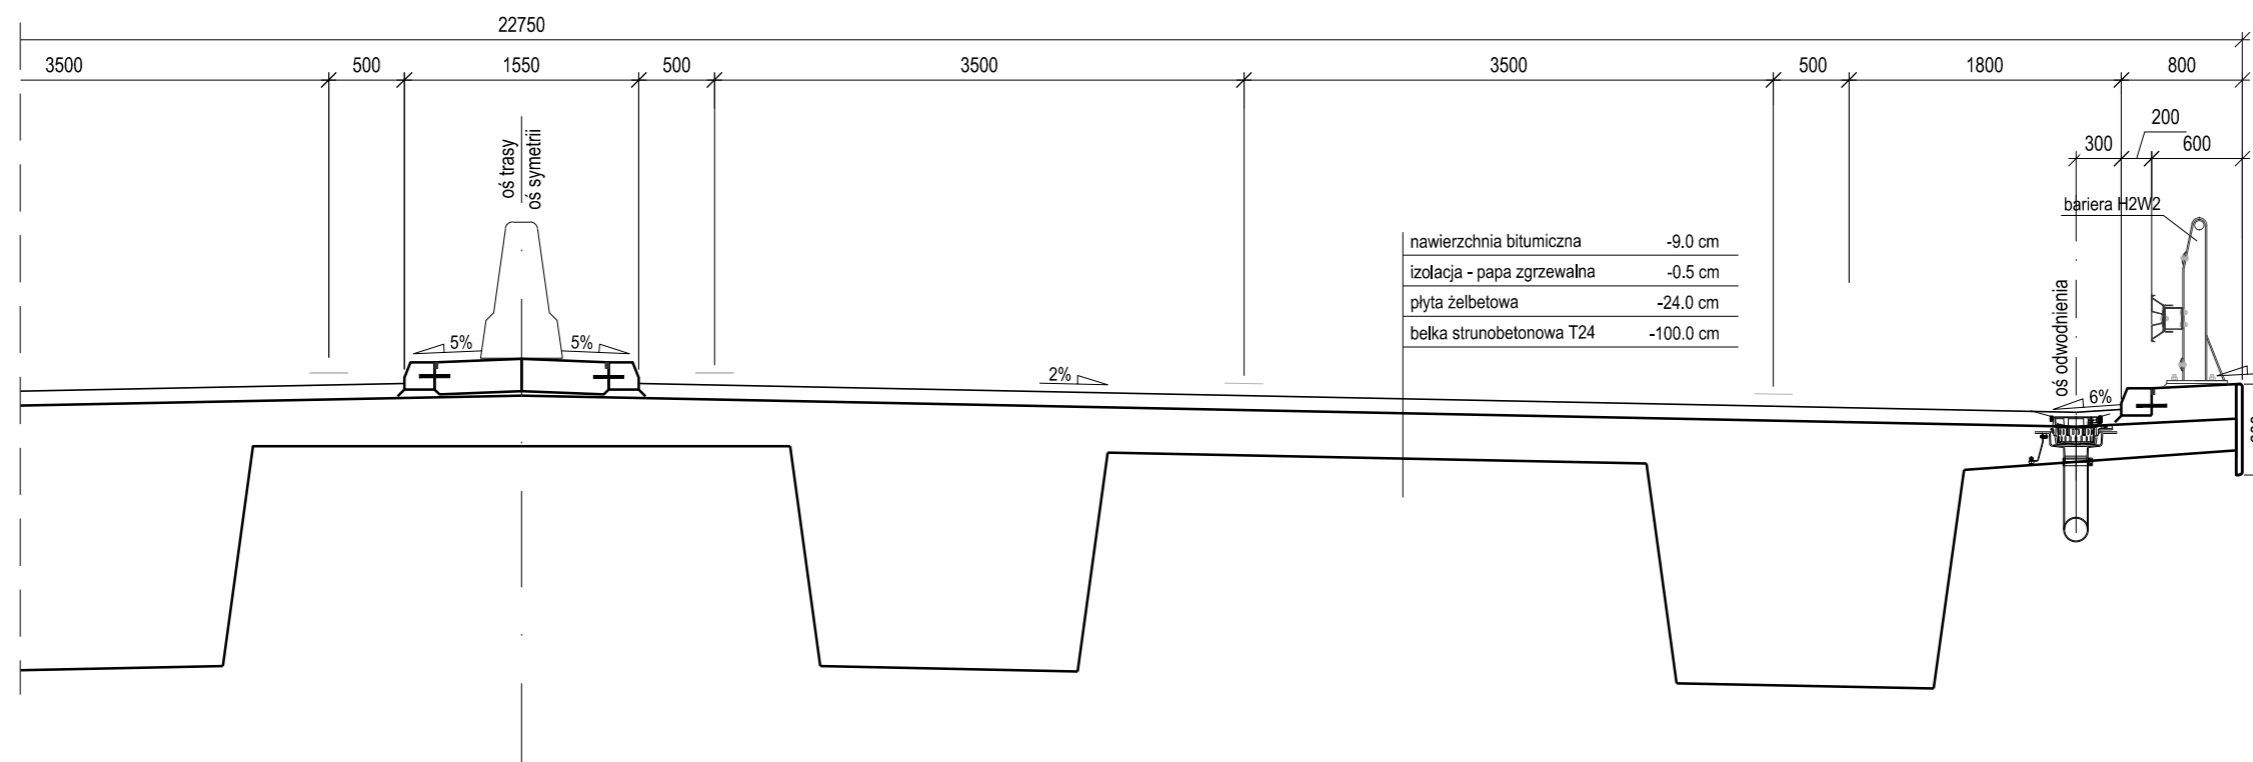 22750
3500 500 1550 500 3500 3500 500 1800 800
200
300 600
oś trasy
oś symetrii
bariera H2W2
nawierzchnia bitumiczna -9.0 cm
izolacja - papa zgrzewalna -0.5 cm
płyta żelbetowa -24.0 cm
belka strunobetonowa T24 -100.0 cm
oś odwodnienia
5% 5%
2%
6%